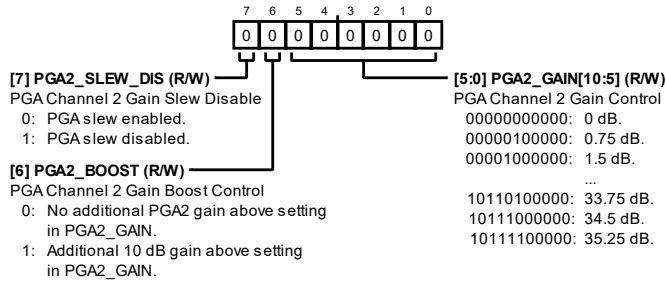 7 6 5 4 3 2 1 0
0 0 0 0 0 0 0 0
[7] PGA2_SLEW_DIS (R/W)
PGA Channel 2 Gain Slew Disable
0: PGA slew enabled.
1: PGA slew disabled.
[6] PGA2_BOOST (R/W)
PGA Channel 2 Gain Boost Control
0: No additional PGA2 gain above setting
in PGA2_GAIN.
1: Additional 10 dB gain above setting
in PGA2_GAIN.
[5:0] PGA2_GAIN[10:5] (R/W)
PGA Channel 2 Gain Control
00000000000: 0 dB.
00000100000: 0.75 dB.
00001000000: 1.5 dB.
...
10110100000: 33.75 dB.
10111000000: 34.5 dB.
10111100000: 35.25 dB.